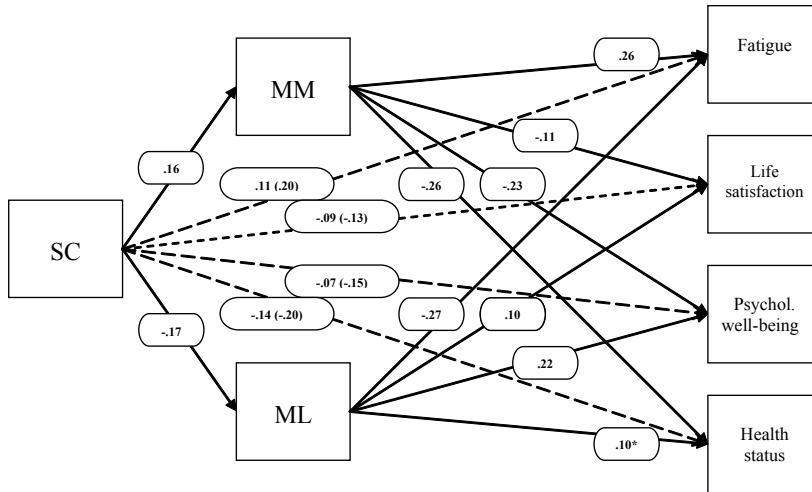 Fatigue
.26
MM
-.11
.16
.11 (.20)
-.26
-.23
Life
satisfaction
-.09 (-.13)
SC
-.07 (-.15)
-.14 (-.20)
-.27
.10
Psychol.
well-being
-.17
.22
ML
.10*
Health
status